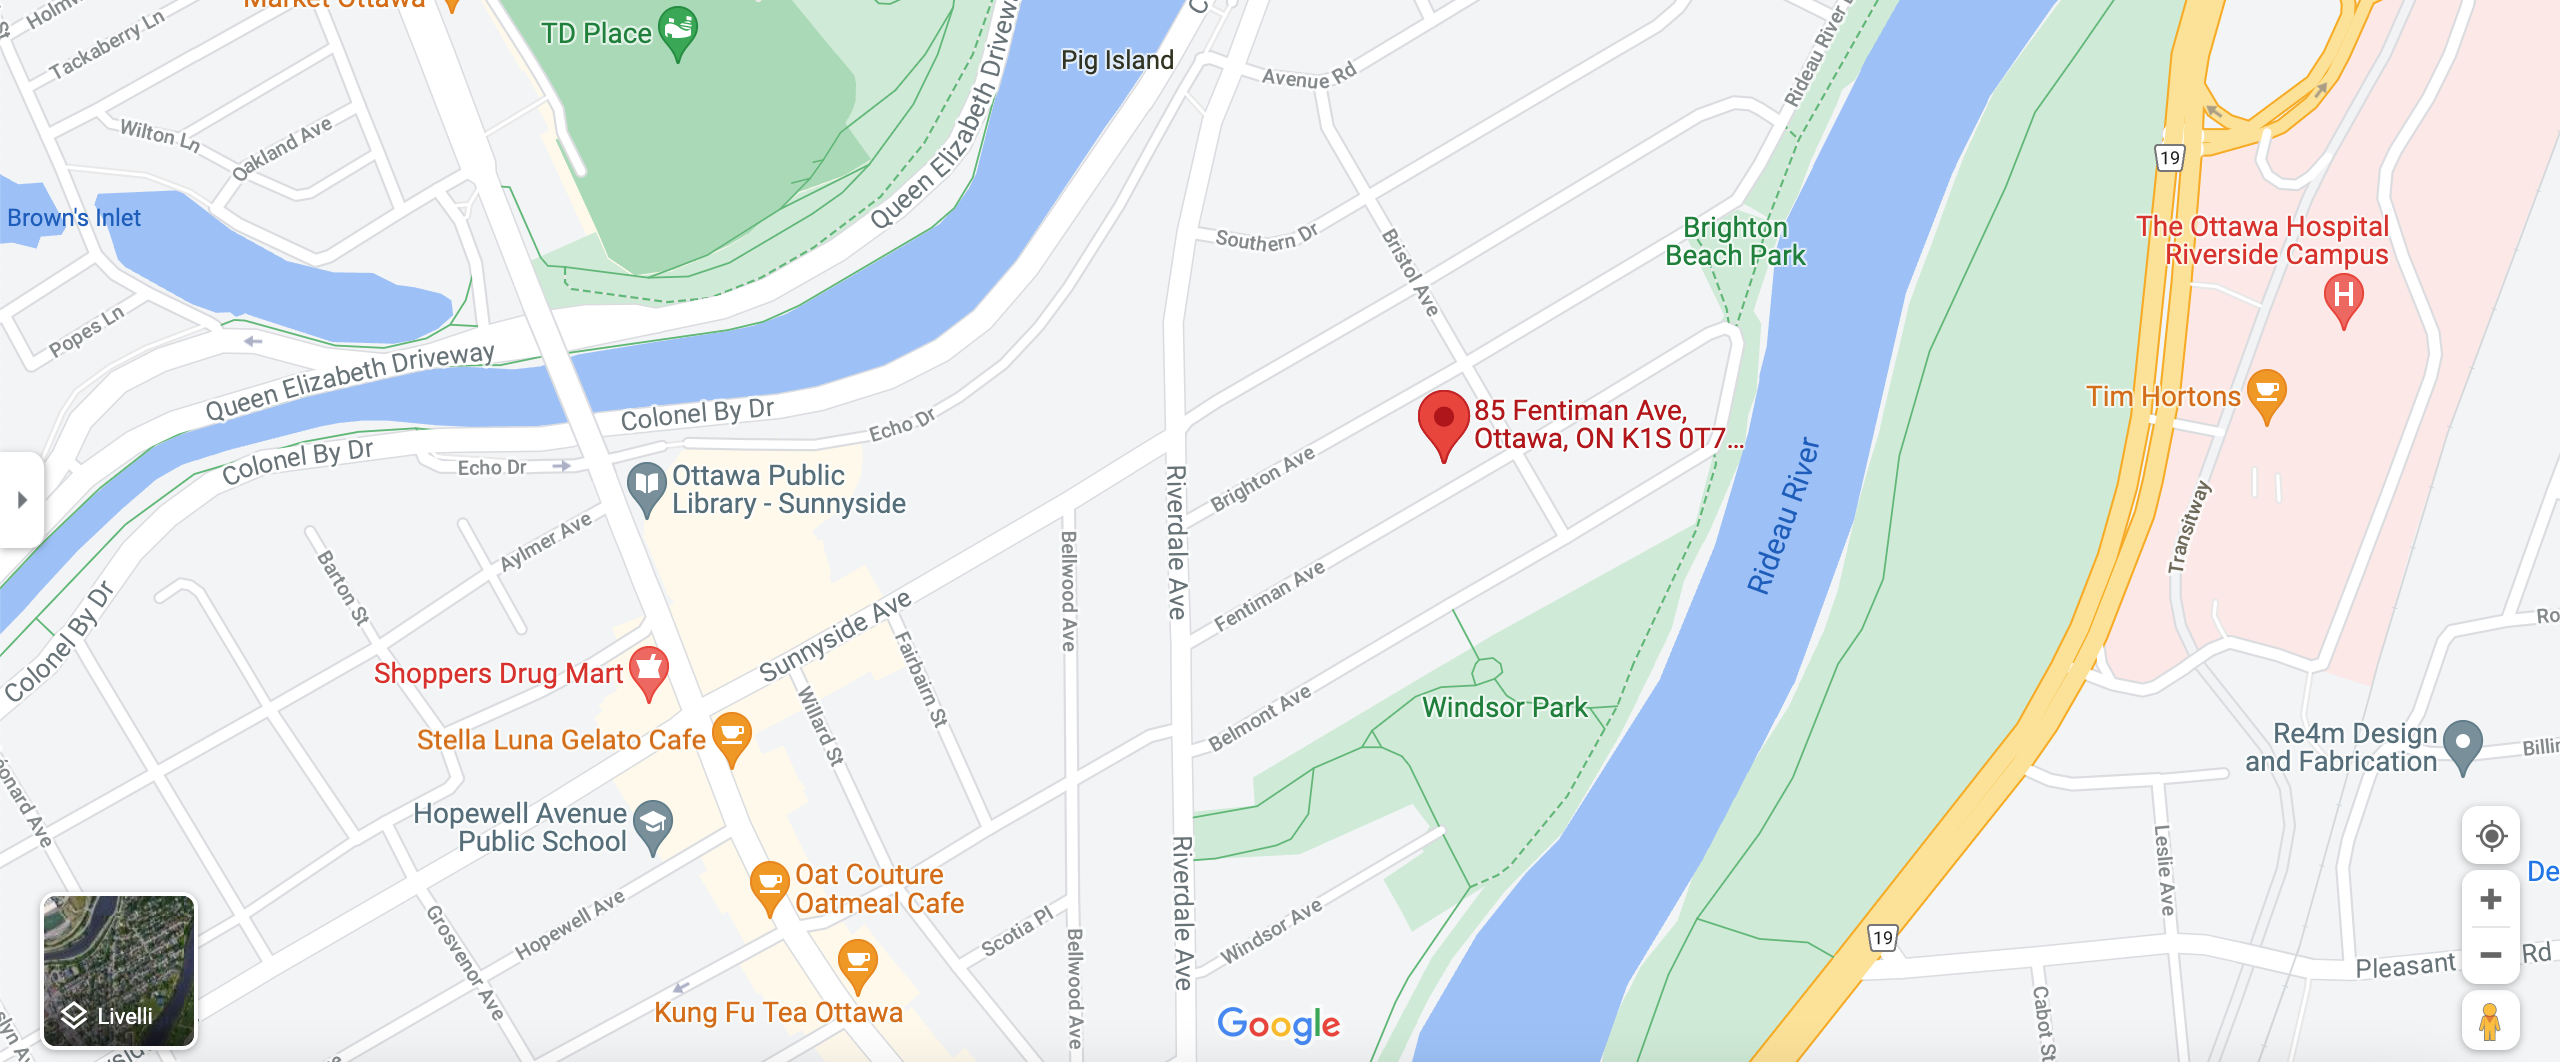 Market Ottawa
TD Place
Holmw
Tackaberry Ln
Wilton Ln
Oakland Ave
Brown's Inlet
Popes Ln
Queen Elizabeth Driveway
Queen Elizabeth Driveway
Pig Island
Avenue Rd
Rideau River
Southern Dr
Bristol Ave
Brighton
Beach Park
19
The Ottawa Hospital
Riverside Campus
H
Tim Hortons
85 Fentiman Ave,
Ottawa, ON K1S 0T7...
Colonel By Dr
Colonel By Dr
Colonel By Dr
Echo Dr
Echo Dr
Ottawa Public
Library - Sunnyside
Brighton Ave
Riverdale Ave
Rideau River
Transitway
Aylmer Ave
Barton St
Bellwood Ave
Sunnyside Ave
Fentiman Ave
Fairbairn St
Shoppers Drug Mart
Willard St
Stella Luna Gelato Cafe
Belmont Ave
Windsor Park
Re4m Design
and Fabrication
Billi
Ro
onard Ave
Hopewell Avenue
Public School
Oat Couture
Oatmeal Cafe
Riverdale Ave
Leslie Ave
De
Grosvenor Ave
Hopewell Ave
Scotia Pl
Bellwood Ave
Windsor Ave
19
Pleasant
Rd
Kung Fu Tea Ottawa
Cabot St
Livelli
Google